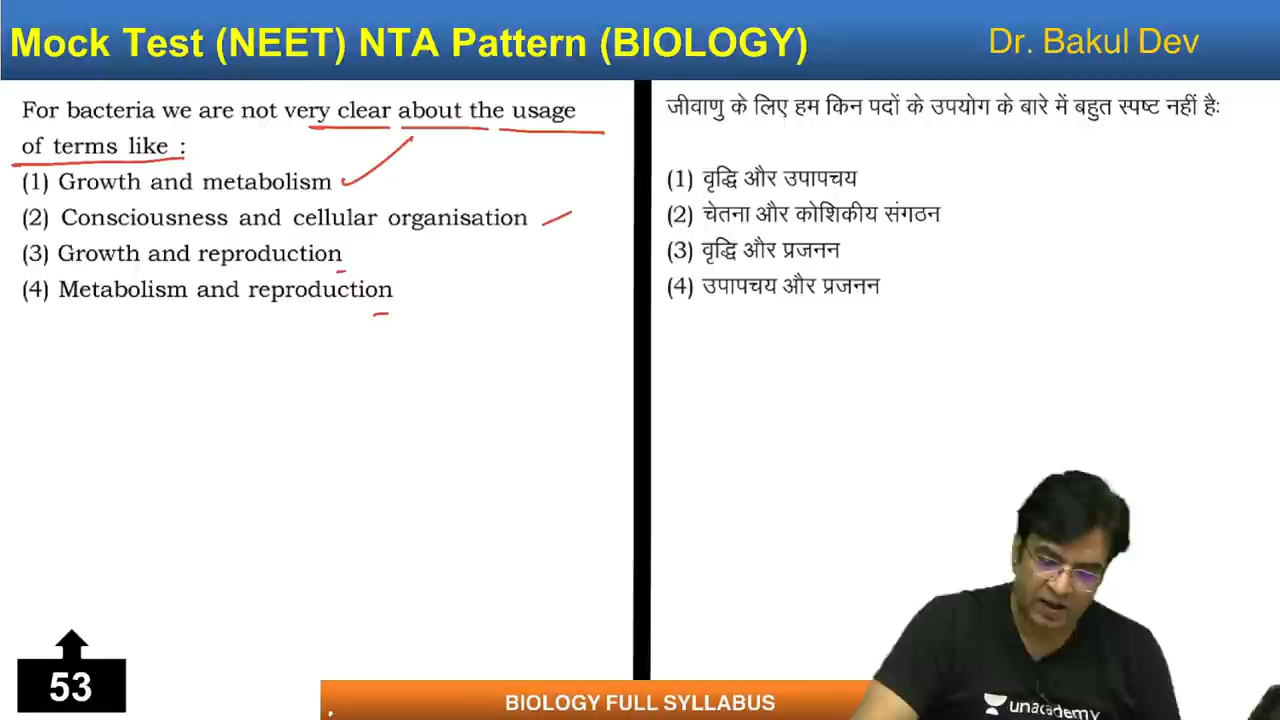 Mock Test (NEET) NTA Pattern (BIOLOGY)
Dr. Bakul Dev
For bacteria we are not very clear about the usage
of terms like :
(1) Growth and metabolism
(2) Consciousness and cellular organisation
(3) Growth and reproduction
(4) Metabolism and reproduction
जीवाणु के लिए हम किन पदों के उपयोग के बारे में बहुत स्पष्ट नहीं है:
(1) वृद्धि और उपापचय
(2) चेतना और कोशिकीय संगठन
(3) वृद्धि और प्रजनन
(4) उपापचय और प्रजनन
53
BIOLOGY FULL SYLLABUS
unacademy